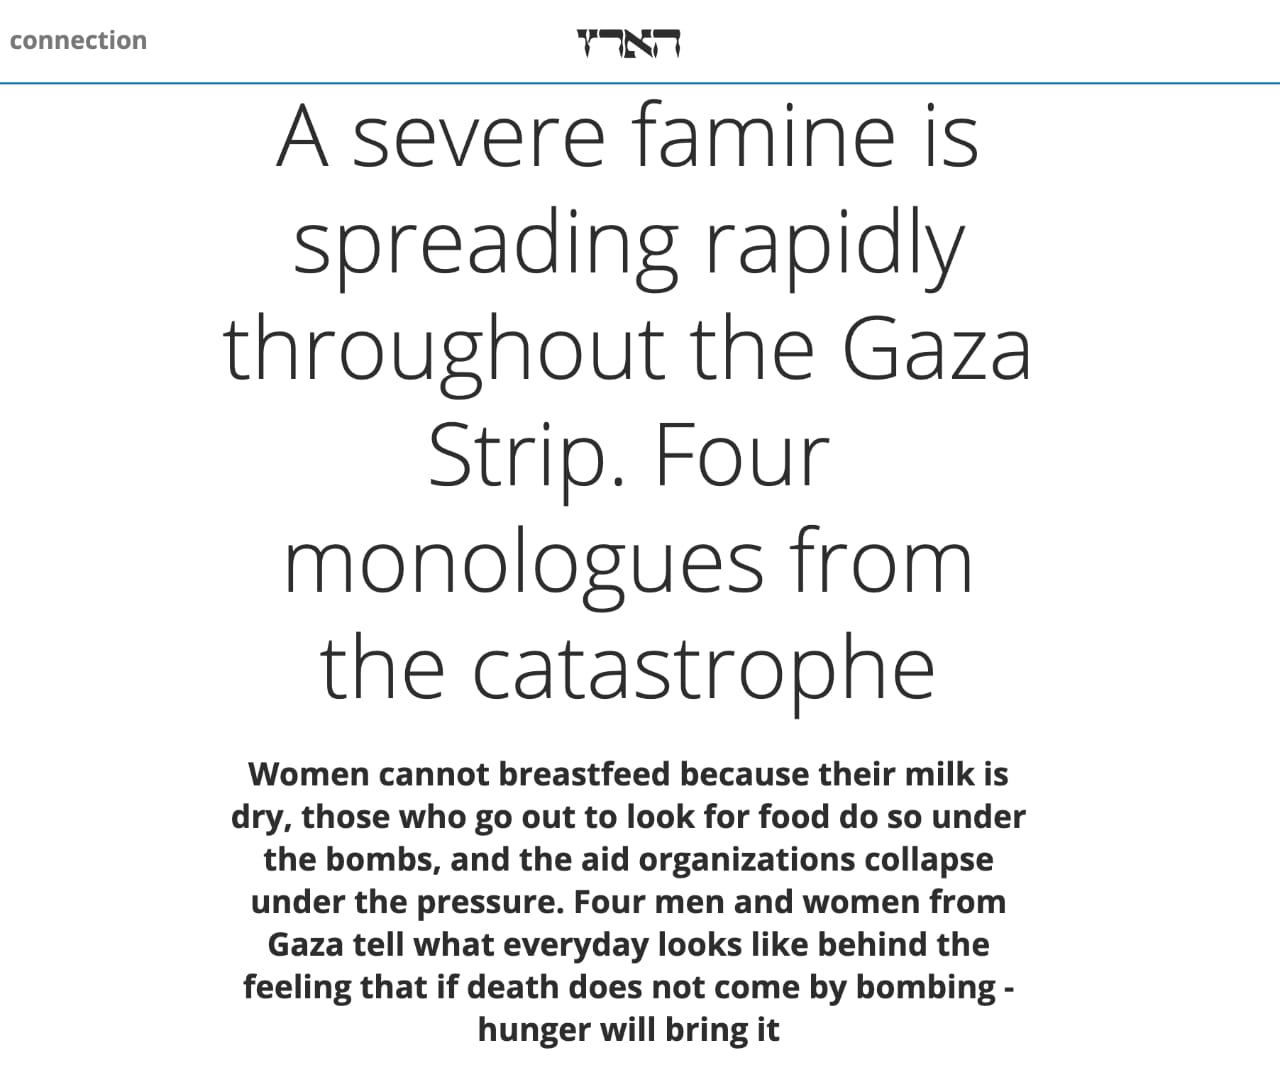 connection
הארץ
A severe famine is
spreading rapidly
throughout the Gaza
Strip. Four
monologues from
the catastrophe
Women cannot breastfeed because their milk is
dry, those who go out to look for food do so under
the bombs, and the aid organizations collapse
under the pressure. Four men and women from
Gaza tell what everyday looks like behind the
feeling that if death does not come by bombing -
hunger will bring it